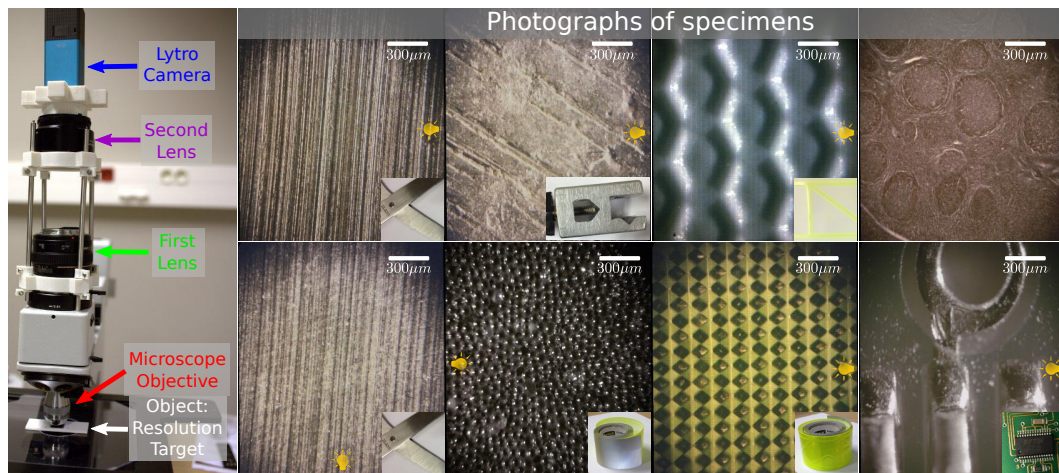 Photographs of specimens
Lytro
Camera
Second
Lens
First
Lens
Microscope
Objective
Object:
Resolution
Target
300μm
300μm
300μm
300μm
300μm
300μm
300μm
300μm